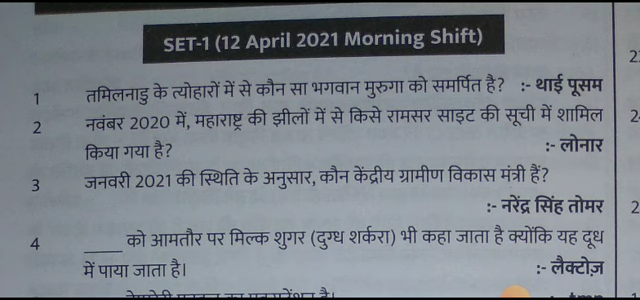 SET-1 (12 April 2021 Morning Shift)
1 तमिलनाडु के त्योहारों में से कौन सा भगवान मुरुगा को समर्पित है? :- थाई पूसम
2 नवंबर 2020 में, महाराष्ट्र की झीलों में से किसे रामसर साइट की सूची में शामिल
किया गया है? :- लोनार
3 जनवरी 2021 की स्थिति के अनुसार, कौन केंद्रीय ग्रामीण विकास मंत्री हैं?
:- नरेंद्र सिंह तोमर
4 _____ को आमतौर पर मिल्क शुगर (दुग्ध शर्करा) भी कहा जाता है क्योंकि यह दूध
में पाया जाता है। :- लैक्टोज़